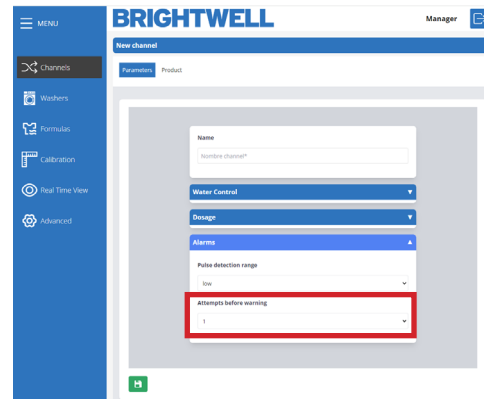 MENU
BRIGHTWELL
Manager
New channel
Channels
Parameters Product
Washers
Formulas
Name
Nombre channel*
Calibration
Water Control
Real Time View
Dosage
Advanced
Alarms
Pulse detection range
low
Attempts before warning
1